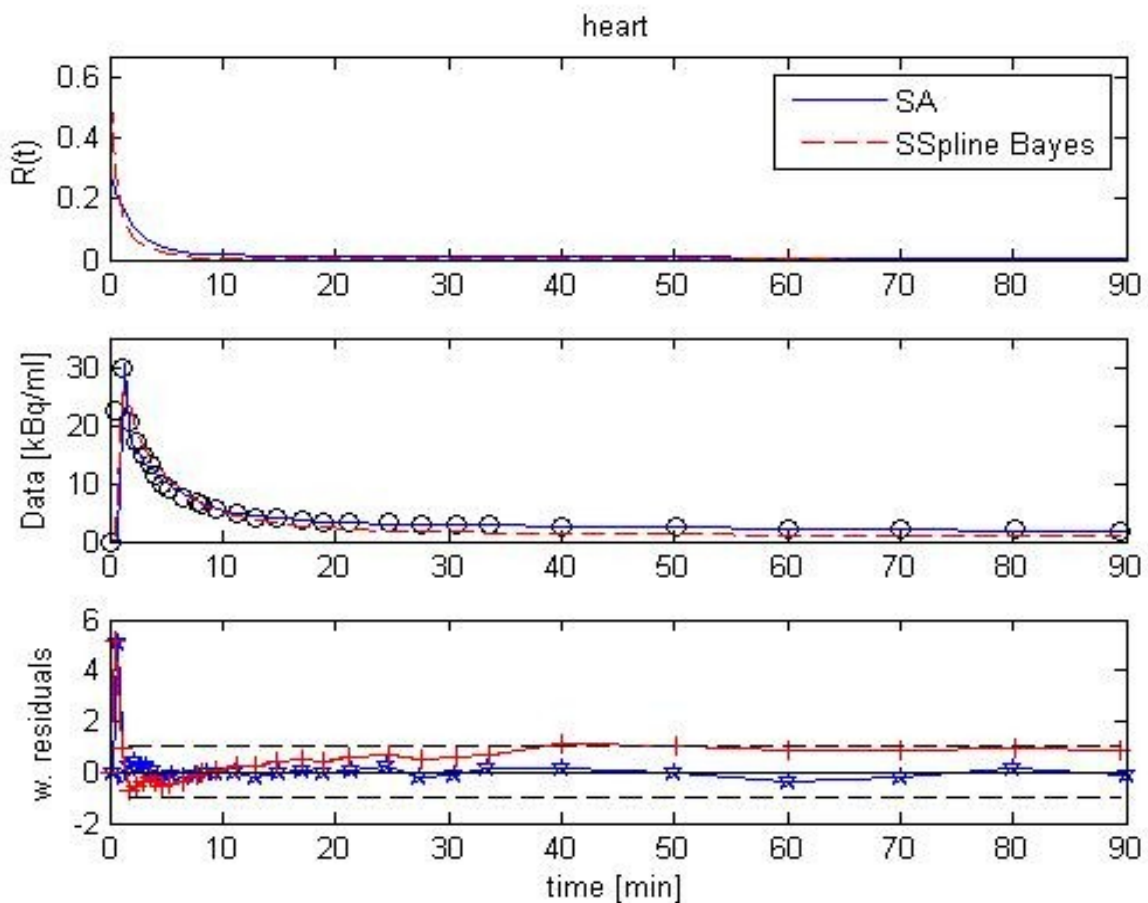 heart
R(t)
0.6
0.4
0.2
0
SA
SSpline Bayes
0 10 20 30 40 50 60 70 80 90
Data [kBq/ml]
30
20
10
0
0 10 20 30 40 50 60 70 80 90
w. residuals
6
4
2
0
-2
0 10 20 30 40 50 60 70 80 90
time [min]